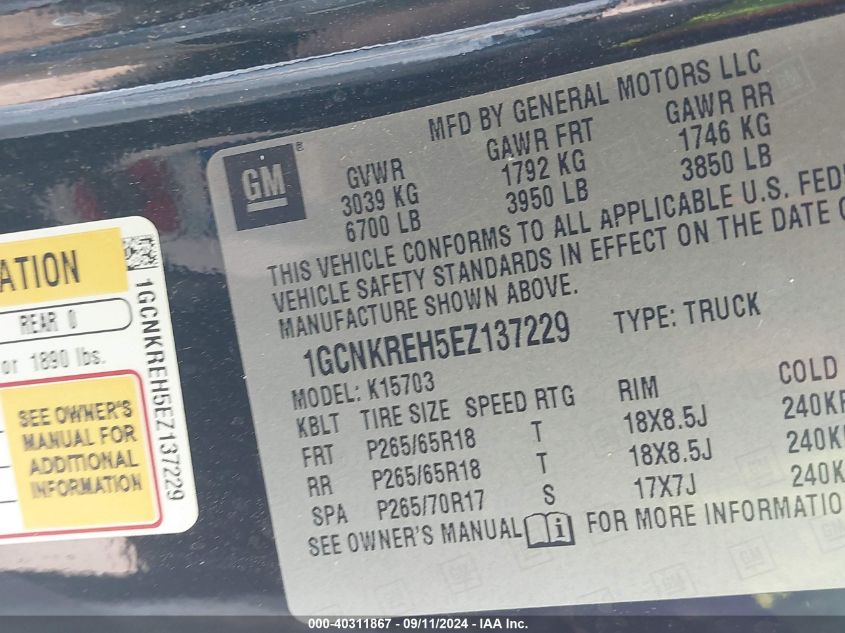 MFD BY GENERAL MOTORS LLC
GM®
GVWR GAWR FRT GAWR RR
3039 KG 1792 KG 1746 KG
6700 LB 3950 LB 3850 LB
THIS VEHICLE CONFORMS TO ALL APPLICABLE U.S. FED
VEHICLE SAFETY STANDARDS IN EFFECT ON THE DATE O
MANUFACTURE SHOWN ABOVE.
1GCNKREH5EZ137229 TYPE: TRUCK
MODEL: K15703
KBLT TIRE SIZE SPEED RTG RIM COLD
FRT P265/65R18 T 18X8.5J 240KP
RR P265/65R18 T 18X8.5J 240K
SPA P265/70R17 S 17X7J 240K
SEE OWNER'S MANUAL i FOR MORE INFORMATIO
ATION
REAR 0
or 1890 lbs.
SEE OWNER'S
MANUAL FOR
ADDITIONAL
INFORMATION
1GCNKREH5EZ137229
000-40311867 - 09/11/2024 - IAA Inc.